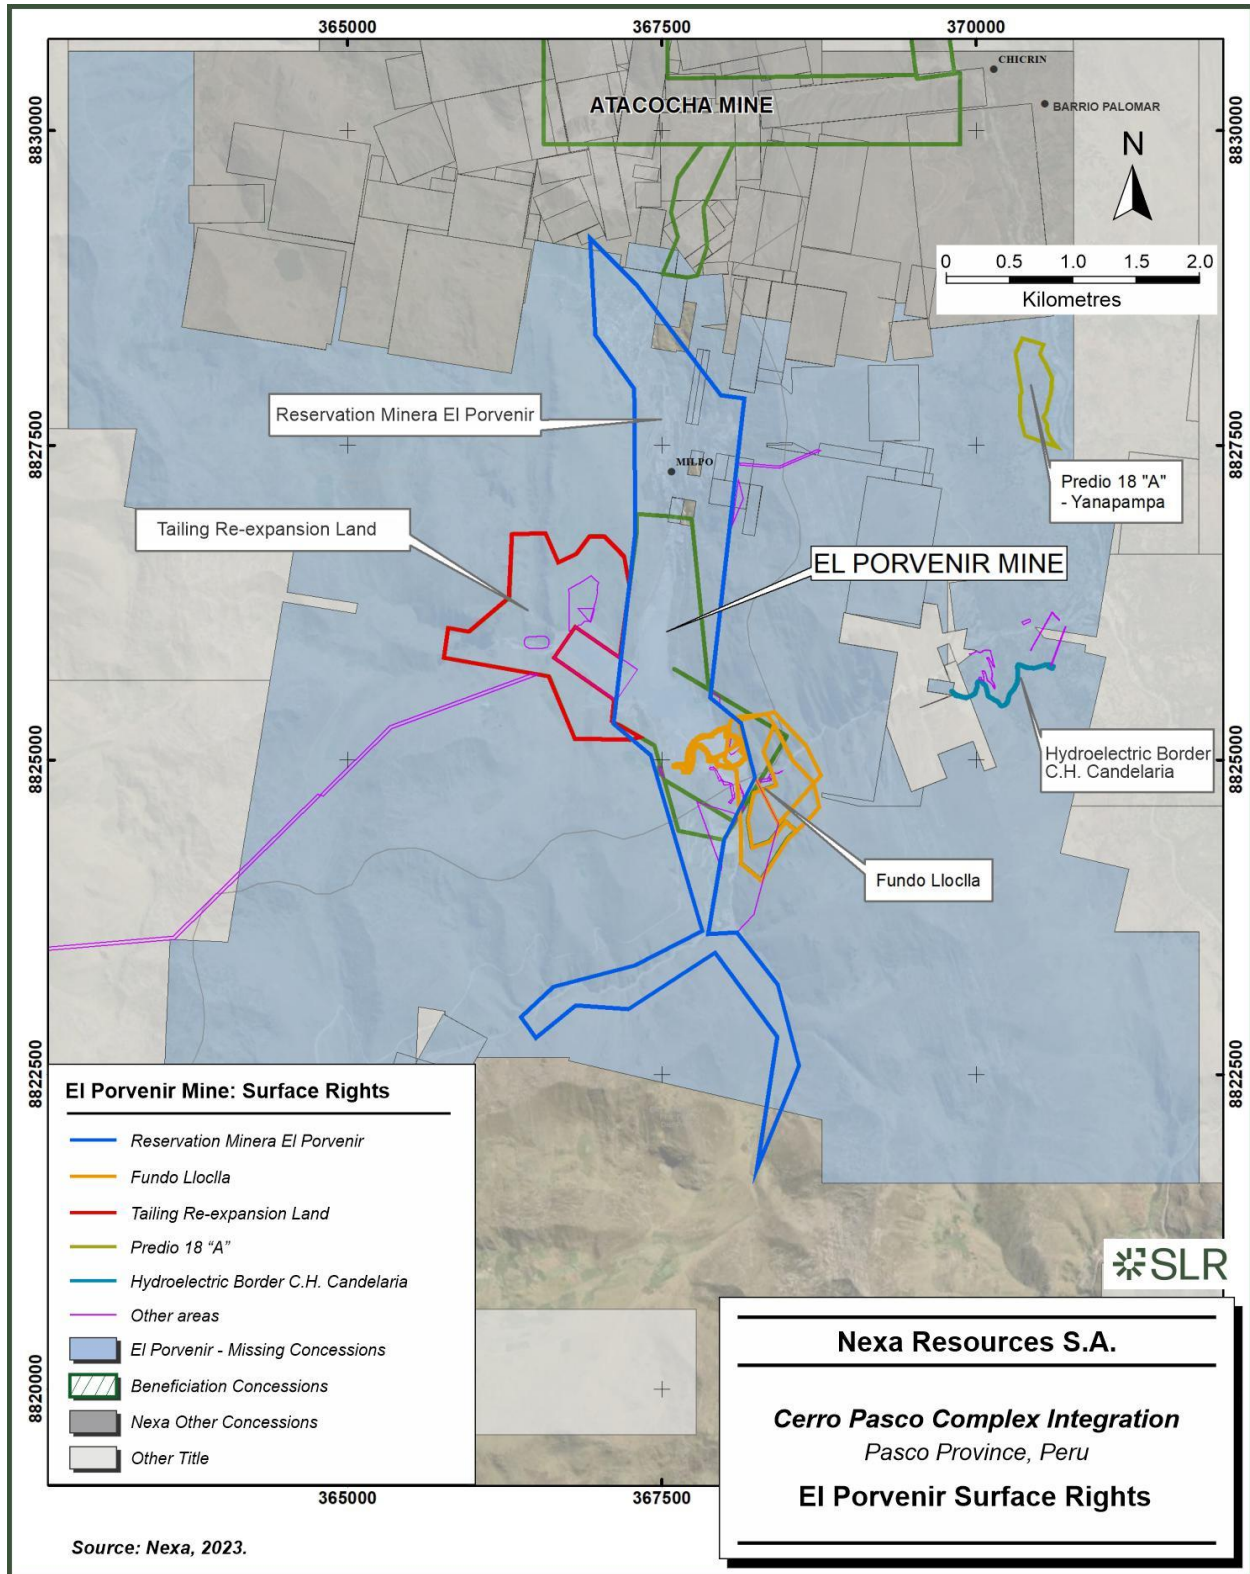 365000
367500
370000
CHICRIN
ATACOCHA MINE
BARRIO PALOMAR
8830000
8830000
N
0 0.5 1.0 1.5 2.0
Kilometres
Reservation Minera El Porvenir
8827500
8827500
MILPO
Predio 18 "A"
- Yanapampa
Tailing Re-expansion Land
EL PORVENIR MINE
8825000
8825000
Hydroelectric Border
C.H. Candelaria
Fundo Lloclla
8822500
8822500
El Porvenir Mine: Surface Rights
Reservation Minera El Porvenir
Fundo Lloclla
Tailing Re-expansion Land
Predio 18 “A”
Hydroelectric Border C.H. Candelaria
Other areas
El Porvenir - Missing Concessions
Beneficiation Concessions
Nexa Other Concessions
Other Title
8820000
8820000
SLR
Nexa Resources S.A.
Cerro Pasco Complex Integration
Pasco Province, Peru
El Porvenir Surface Rights
365000
367500
Source: Nexa, 2023.